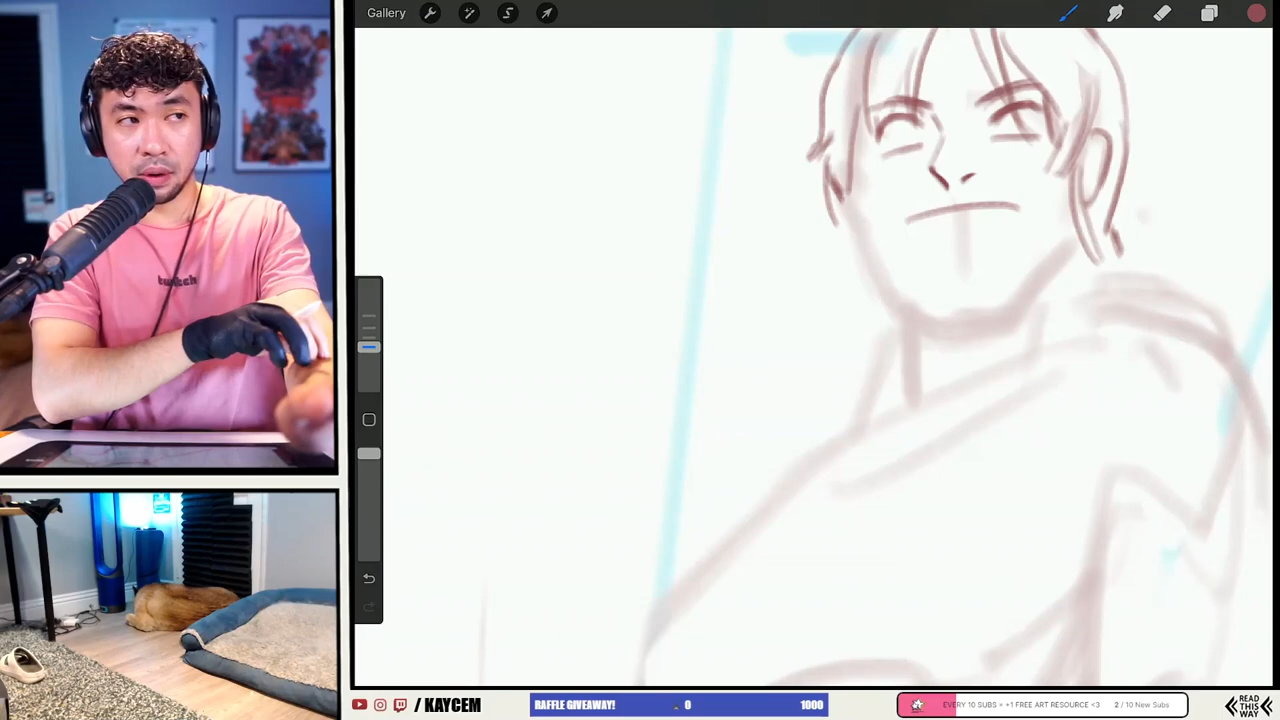 Gallery
twitch
/ KAYCEM
RAFFLE GIVEAWAY! 0 1000
EVERY 10 SUBS = +1 FREE ART RESOURCE <3 2 / 10 New Subs
READ
THIS
WAY